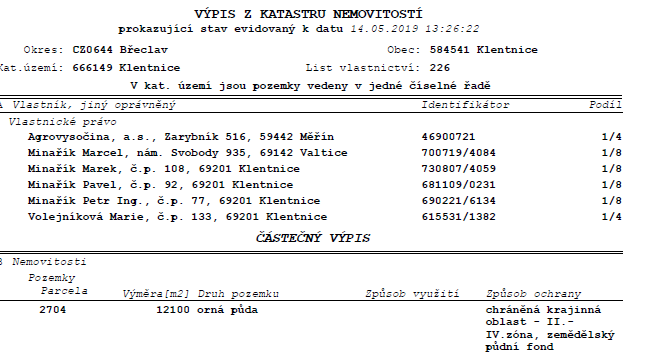 VÝPIS Z KATASTRU NEMOVITOSTÍ
prokazující stav evidovaný k datu 14.05.2019 13:26:22
Okres: CZ0644 Břeclav Obec: 584541 Klentnice
Kat.území: 666149 Klentnice List vlastnictví: 226
V kat. území jsou pozemky vedeny v jedné číselné řadě
A Vlastník, jiný oprávněný Identifikátor Podíl
Vlastnické právo
Agrovysočina, a.s., Zarybník 516, 59442 Měřín 46900721 1/4
Minařík Marcel, nám. Svobody 935, 69142 Valtice 700719/4084 1/8
Minařík Marek, č.p. 108, 69201 Klentnice 730807/4059 1/8
Minařík Pavel, č.p. 92, 69201 Klentnice 681109/0231 1/8
Minařík Petr Ing., č.p. 77, 69201 Klentnice 690221/6134 1/8
Volejníková Marie, č.p. 133, 69201 Klentnice 615531/1382 1/4
ČÁSTEČNÝ VÝPIS
B Nemovitosti
Pozemky
Parcela Výměra[m2] Druh pozemku Způsob využití Způsob ochrany
2704 12100 orná půda chráněná krajinná
oblast - II.-
IV.zóna, zemědělský
půdní fond